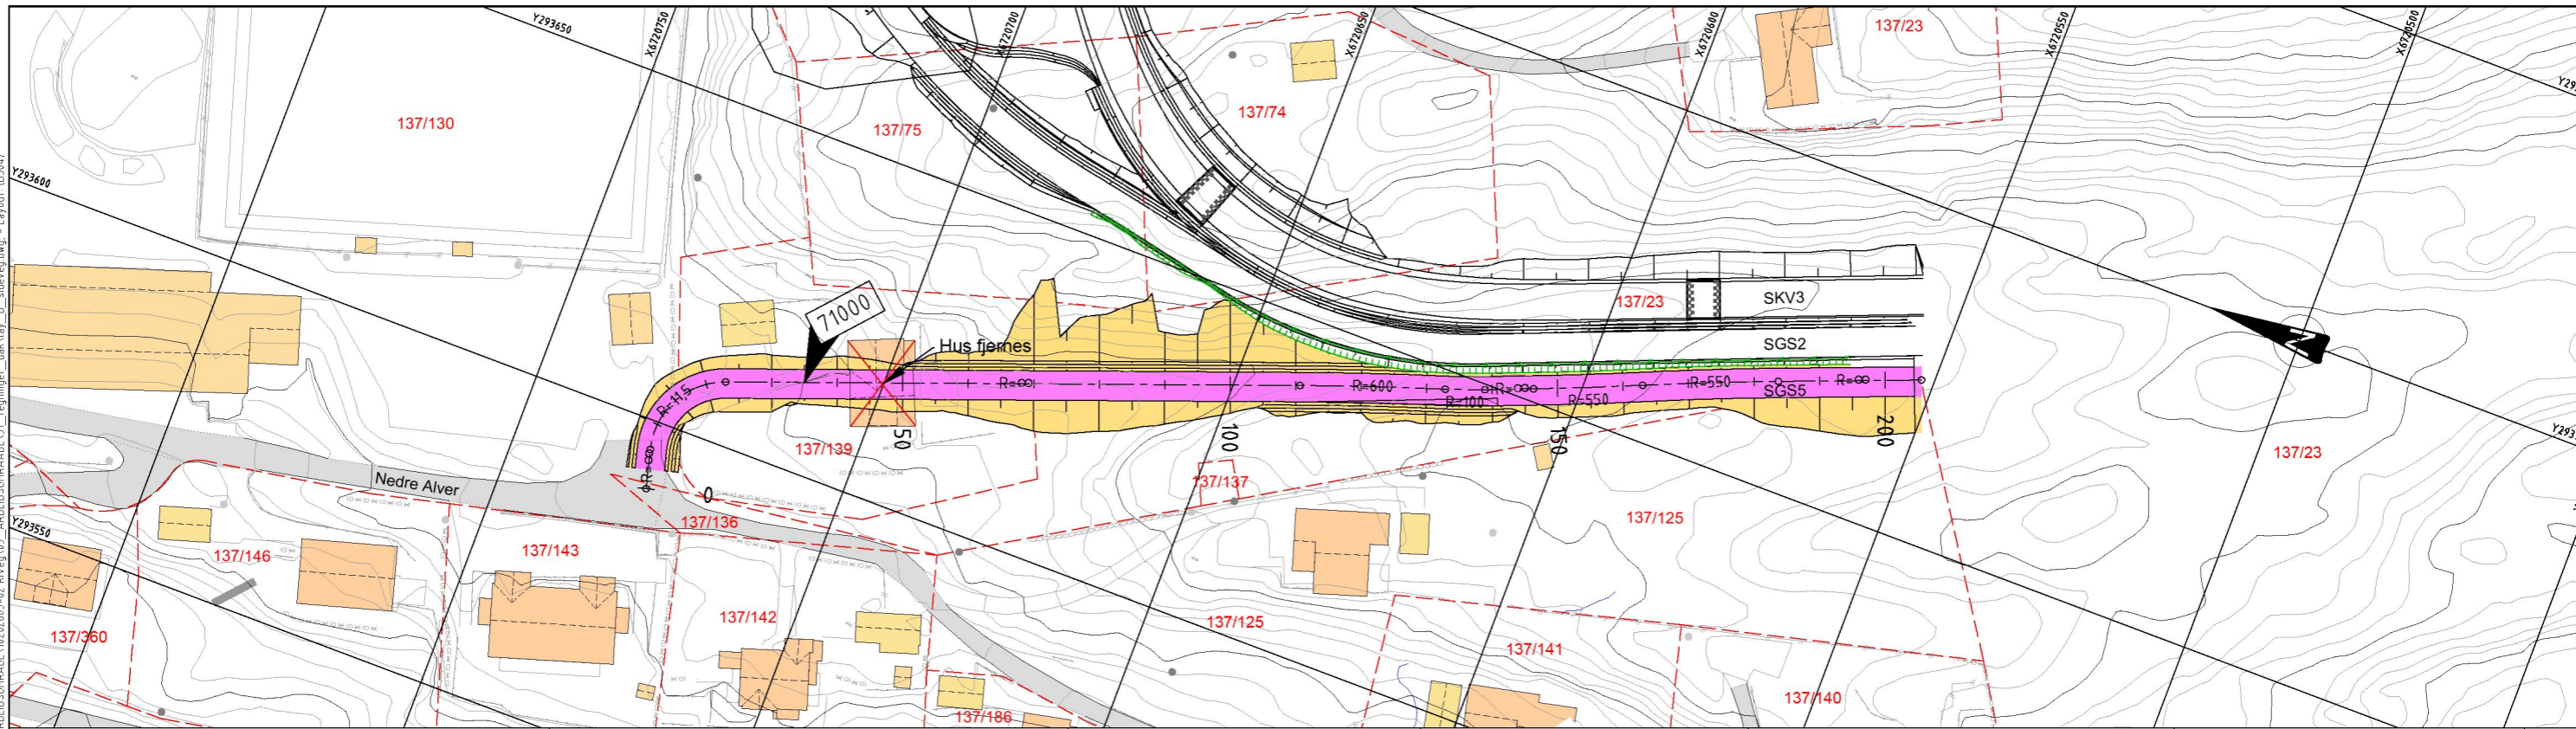 Y293650
X6720750
X6720700
X6720650
X6720600
X6720550
X6720500
137/23
137/130
137/75
137/74
Y293600
71000
137/23
SKV3
SGS2
Hus fjernes
R=∞
R=600
R=∞
R=550
R=∞
SGS5
R=11,5
R=100
R=550
50
100
150
200
137/139
R=∞
0
Nedre Alver
137/137
137/23
137/136
137/125
Y293550
137/146
137/143
137/360
137/142
137/125
137/141
137/140
137/186